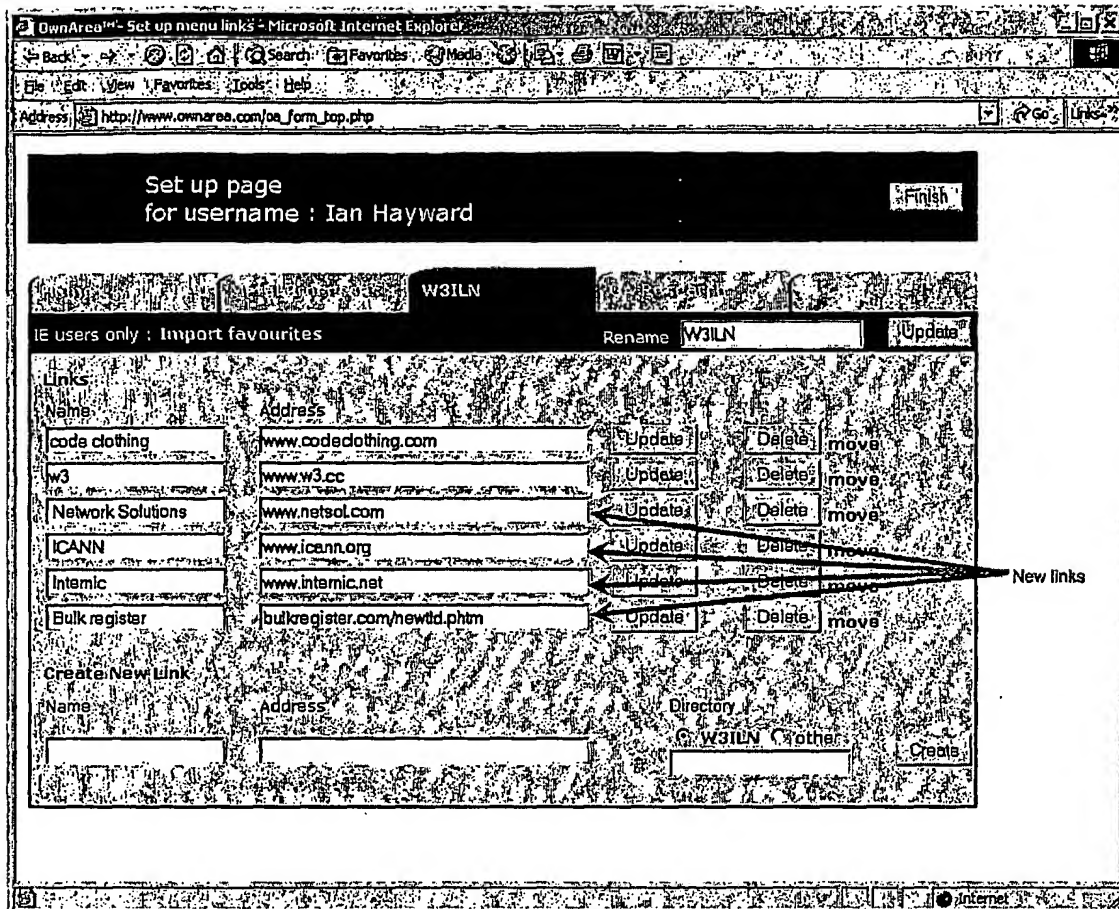 OwnArea™ - Set up menu links - Microsoft Internet Explorer
Back Search Favorites Media
File Edit View Favorites Tools Help
Address http://www.ownarea.com/oa_form_top.php Go Links
Set up page
for username : Ian Hayward
Finish
W3ILN
IE users only : Import favourites Rename W3ILN Update
Links
Name Address
code clothing www.codeclothing.com Update Delete move
w3 www.w3.cc Update Delete move
Network Solutions www.netsol.com Update Delete move
ICANN www.icann.org Update Delete move
Internic www.internic.net Update Delete move
Bulk register bulkregister.com/newtld.phtm Update Delete move
New links
Create New Link
Name Address Directory
W3ILN other
Create
Internet